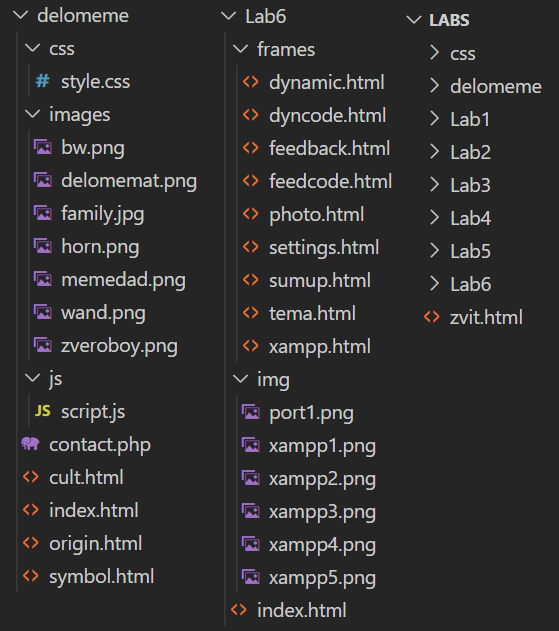 delomeme
css
# style.css
images
bw.png
delomemat.png
family.jpg
horn.png
memedad.png
wand.png
zveroboy.png
js
JS script.js
contact.php
<> cult.html
<> index.html
<> origin.html
<> symbol.html
Lab6
frames
<> dynamic.html
<> dyncode.html
<> feedback.html
<> feedcode.html
<> photo.html
<> settings.html
<> sumup.html
<> tema.html
<> xampp.html
img
port1.png
xampp1.png
xampp2.png
xampp3.png
xampp4.png
xampp5.png
<> index.html
LABS
css
delomeme
Lab1
Lab2
Lab3
Lab4
Lab5
Lab6
<> zvit.html